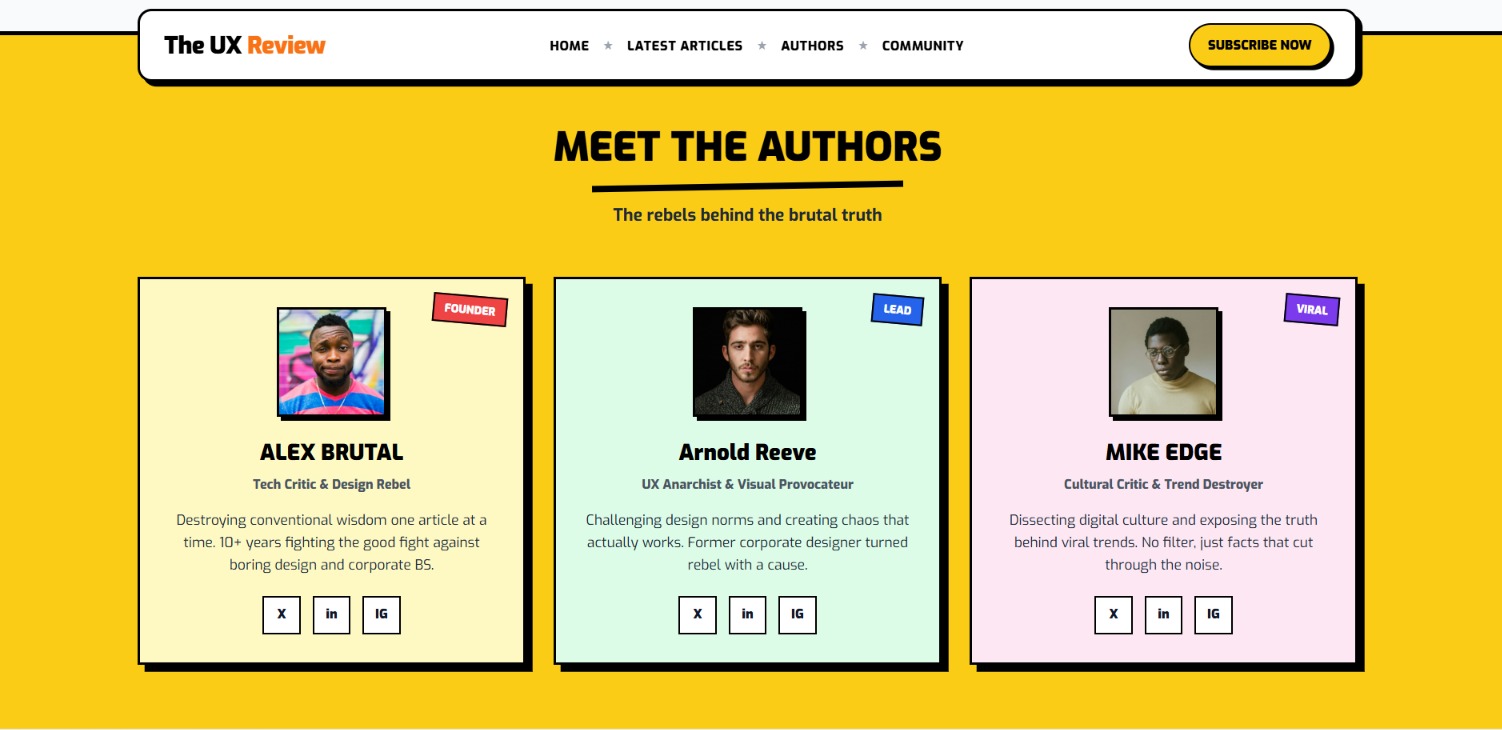 The UX Review
HOME ★ LATEST ARTICLES ★ AUTHORS ★ COMMUNITY
SUBSCRIBE NOW
MEET THE AUTHORS
The rebels behind the brutal truth
FOUNDER
ALEX BRUTAL
Tech Critic & Design Rebel
Destroying conventional wisdom one article at a
time. 10+ years fighting the good fight against
boring design and corporate BS.
X in IG
LEAD
Arnold Reeve
UX Anarchist & Visual Provocateur
Challenging design norms and creating chaos that
actually works. Former corporate designer turned
rebel with a cause.
X in IG
VIRAL
MIKE EDGE
Cultural Critic & Trend Destroyer
Dissecting digital culture and exposing the truth
behind viral trends. No filter, just facts that cut
through the noise.
X in IG